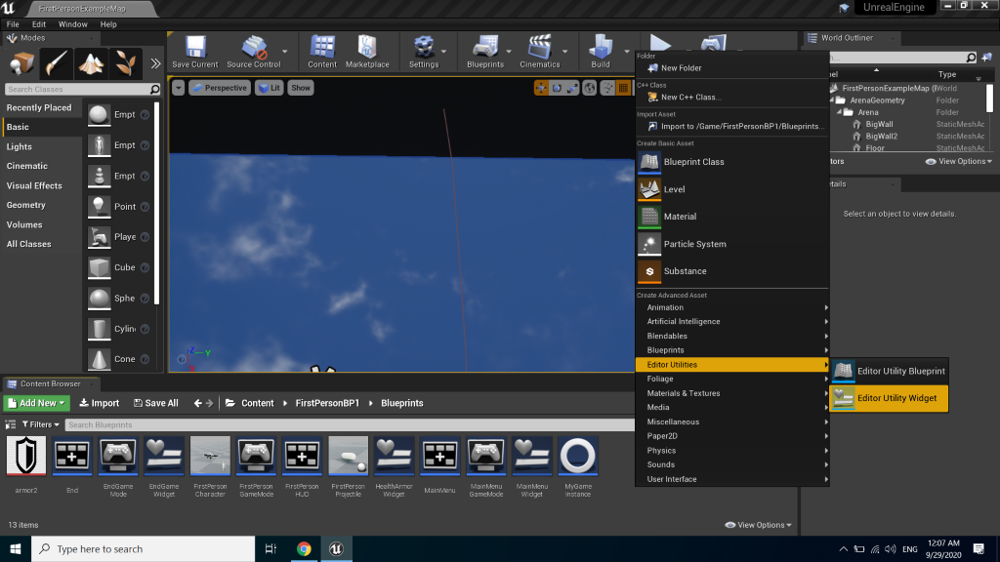 FirstPersonExampleMap
UnrealEngine
File Edit Window Help
Modes
Search Classes
Recently Placed
Basic
Lights
Cinematic
Visual Effects
Geometry
Volumes
All Classes
Empt
Empt
Empt
Point
Playe
Cube
Sphe
Cylin
Cone
Save Current
Source Control
Content
Marketplace
Settings
Blueprints
Cinematics
Build
Perspective
Lit
Show
Z
Y
Folder
New Folder
C++ Class
New C++ Class...
Import Asset
Import to /Game/FirstPersonBP1/Blueprints...
Create Basic Asset
Blueprint Class
Level
Material
Particle System
Substance
Create Advanced Asset
Animation
Artificial Intelligence
Blendables
Blueprints
Editor Utilities
Foliage
Materials & Textures
Media
Miscellaneous
Paper2D
Physics
Sounds
User Interface
Editor Utility Blueprint
Editor Utility Widget
World Outliner
Type
FirstPersonExampleMap World
ArenaGeometry Folder
Arena Folder
BigWall StaticMeshAc
BigWall2 StaticMeshAc
Floor StaticMeshAc
View Options
Select an object to view details.
Content Browser
Add New
Import
Save All
Content
FirstPersonBP1
Blueprints
Filters
Search Blueprints
armor2
End
EndGame
Mode
EndGame
Widget
FirstPerson
Character
FirstPerson
GameMode
FirstPerson
HUD
FirstPerson
Projectile
HealthArmor
Widget
MainMenu
MainMenu
GameMode
MainMenu
Widget
MyGame
Instance
13 items
View Options
Type here to search
ENG
12:07 AM
9/29/2020